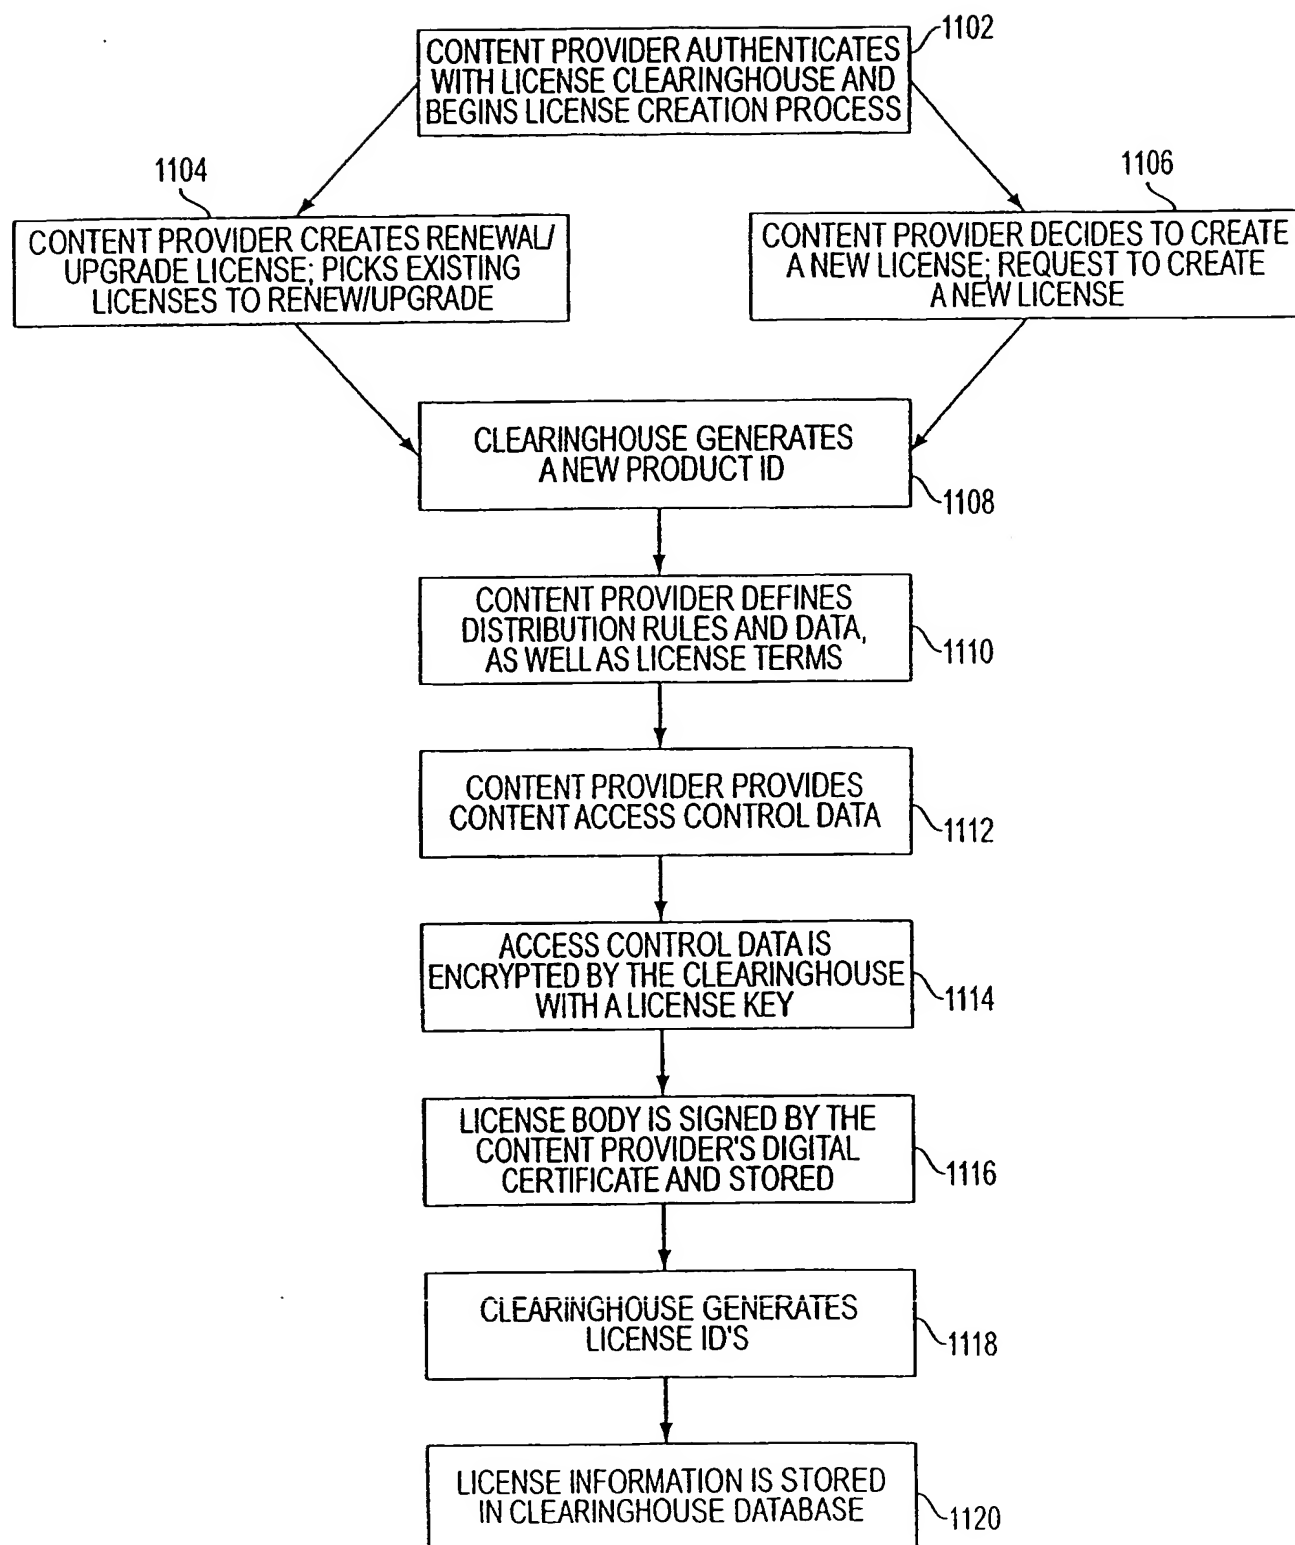 1102
CONTENT PROVIDER AUTHENTICATES
WITH LICENSE CLEARINGHOUSE AND
BEGINS LICENSE CREATION PROCESS
1104
CONTENT PROVIDER CREATES RENEWAL/
UPGRADE LICENSE; PICKS EXISTING
LICENSES TO RENEW/UPGRADE
1106
CONTENT PROVIDER DECIDES TO CREATE
A NEW LICENSE; REQUEST TO CREATE
A NEW LICENSE
CLEARINGHOUSE GENERATES
A NEW PRODUCT ID
1108
CONTENT PROVIDER DEFINES
DISTRIBUTION RULES AND DATA,
AS WELL AS LICENSE TERMS
1110
CONTENT PROVIDER PROVIDES
CONTENT ACCESS CONTROL DATA
1112
ACCESS CONTROL DATA IS
ENCRYPTED BY THE CLEARINGHOUSE
WITH A LICENSE KEY
1114
LICENSE BODY IS SIGNED BY THE
CONTENT PROVIDER'S DIGITAL
CERTIFICATE AND STORED
1116
CLEARINGHOUSE GENERATES
LICENSE ID'S
1118
LICENSE INFORMATION IS STORED
IN CLEARINGHOUSE DATABASE
1120